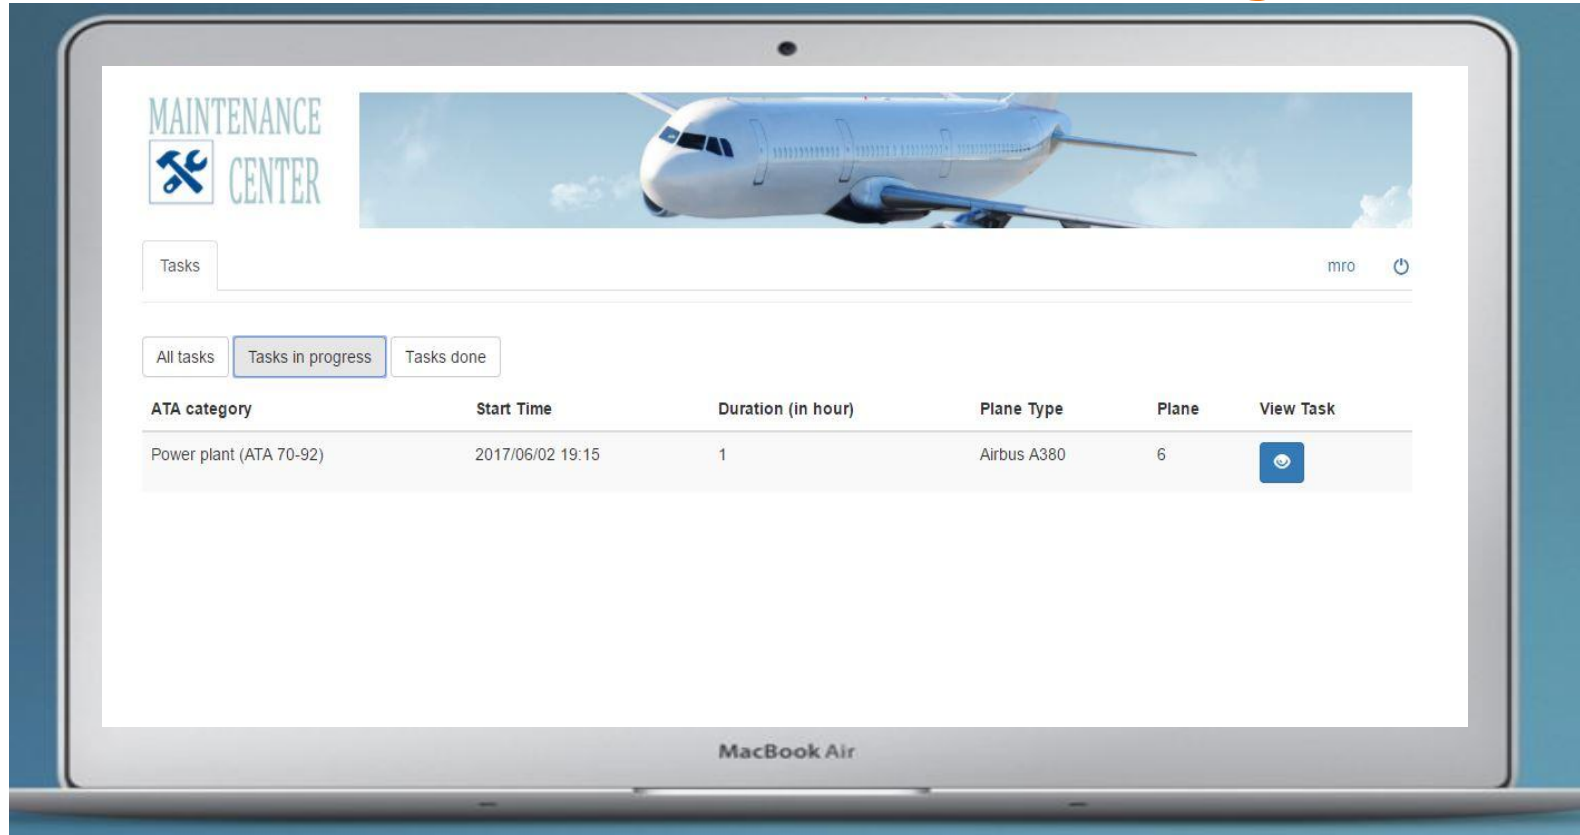 MAINTENANCE
CENTER
Tasks
mro
All tasks Tasks in progress Tasks done
ATA category Start Time Duration (in hour) Plane Type Plane View Task
Power plant (ATA 70-92) 2017/06/02 19:15 1 Airbus A380 6
MacBook Air